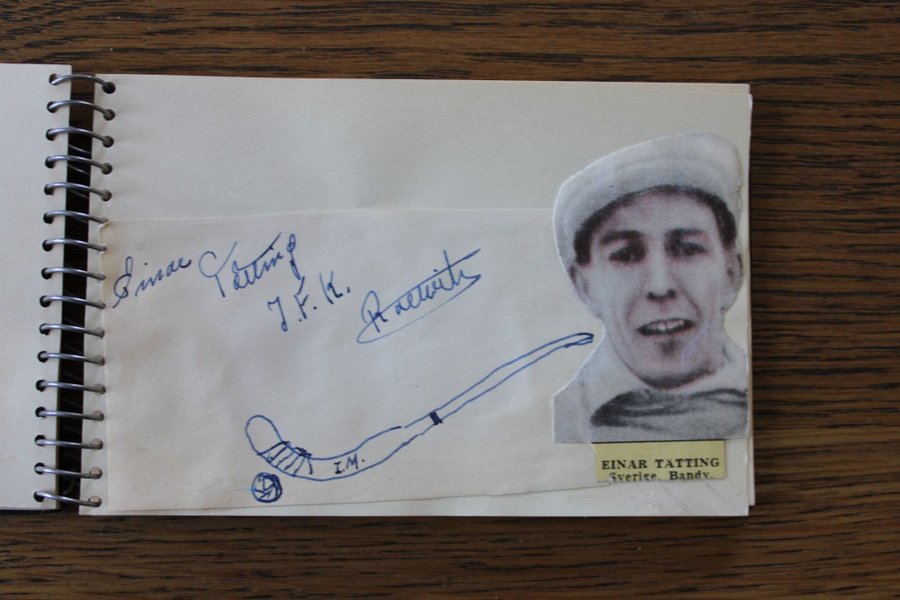 Einar Tatting
I.F.K.
I.M.
EINAR TATTING
Sverige. Bandy.